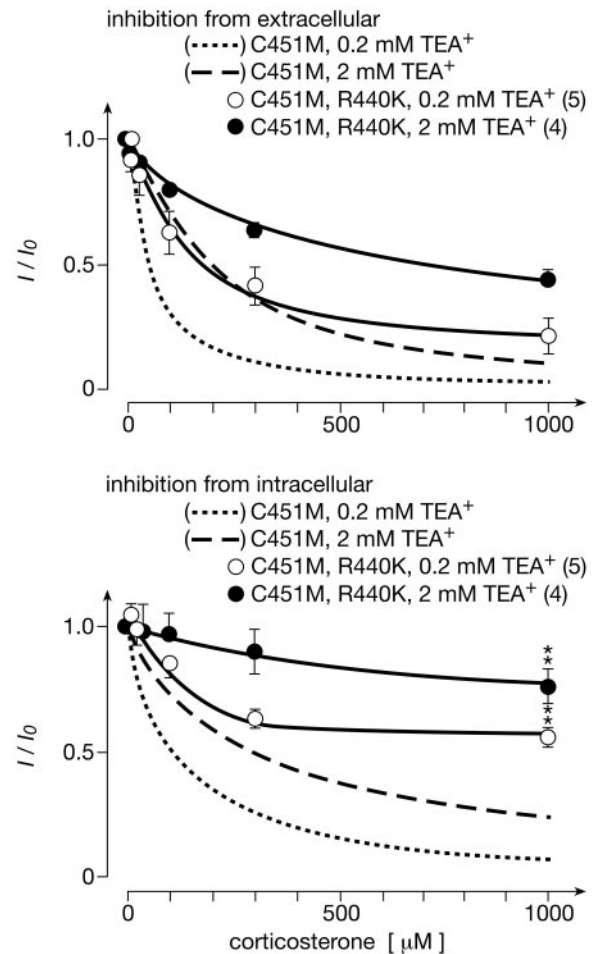 inhibition from extracellular
(·······) C451M, 0.2 mM TEA⁺
(– – –) C451M, 2 mM TEA⁺
○ C451M, R440K, 0.2 mM TEA⁺ (5)
● C451M, R440K, 2 mM TEA⁺ (4)
1.0
0.5
0
I / I₀
0 500 1000
inhibition from intracellular
(·······) C451M, 0.2 mM TEA⁺
(– – –) C451M, 2 mM TEA⁺
○ C451M, R440K, 0.2 mM TEA⁺ (5)
● C451M, R440K, 2 mM TEA⁺ (4)
1.0
**
**
0.5
0
I / I₀
0 500 1000
corticosterone [ µM ]